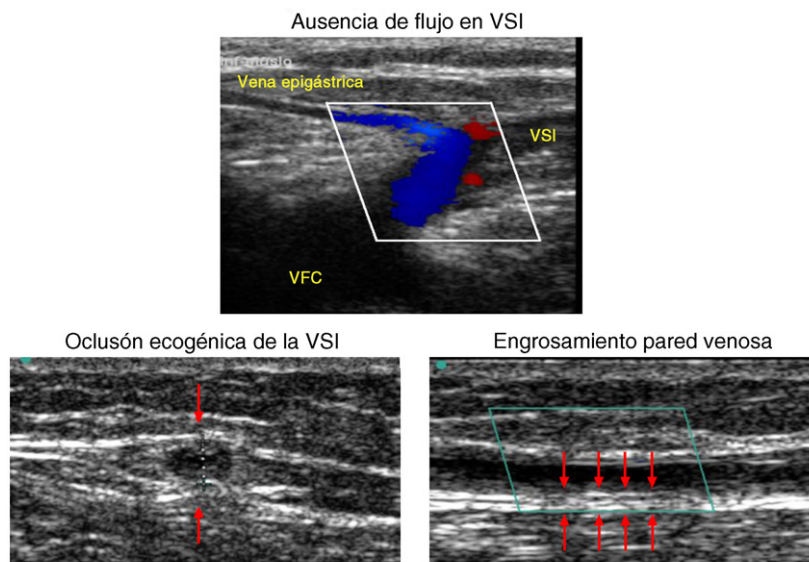 Ausencia de flujo en VSI
Vena epigástrica
VSI
VFC
Oclusón ecogénica de la VSI
Engrosamiento pared venosa